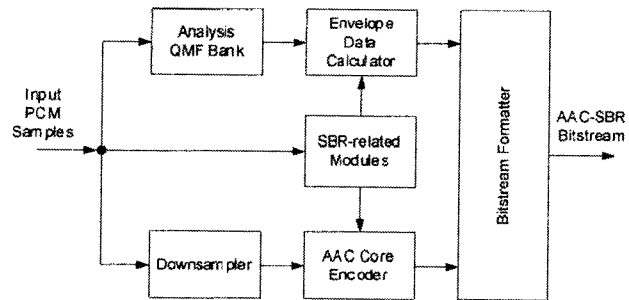 Analysis
QMF Bank
Envelope
Data
Calculator
Input
PCM
Samples
SBR-related
Modules
Bitstream Formatter
AAC-SBR
Bitstream
Downsampler
AAC Core
Encoder